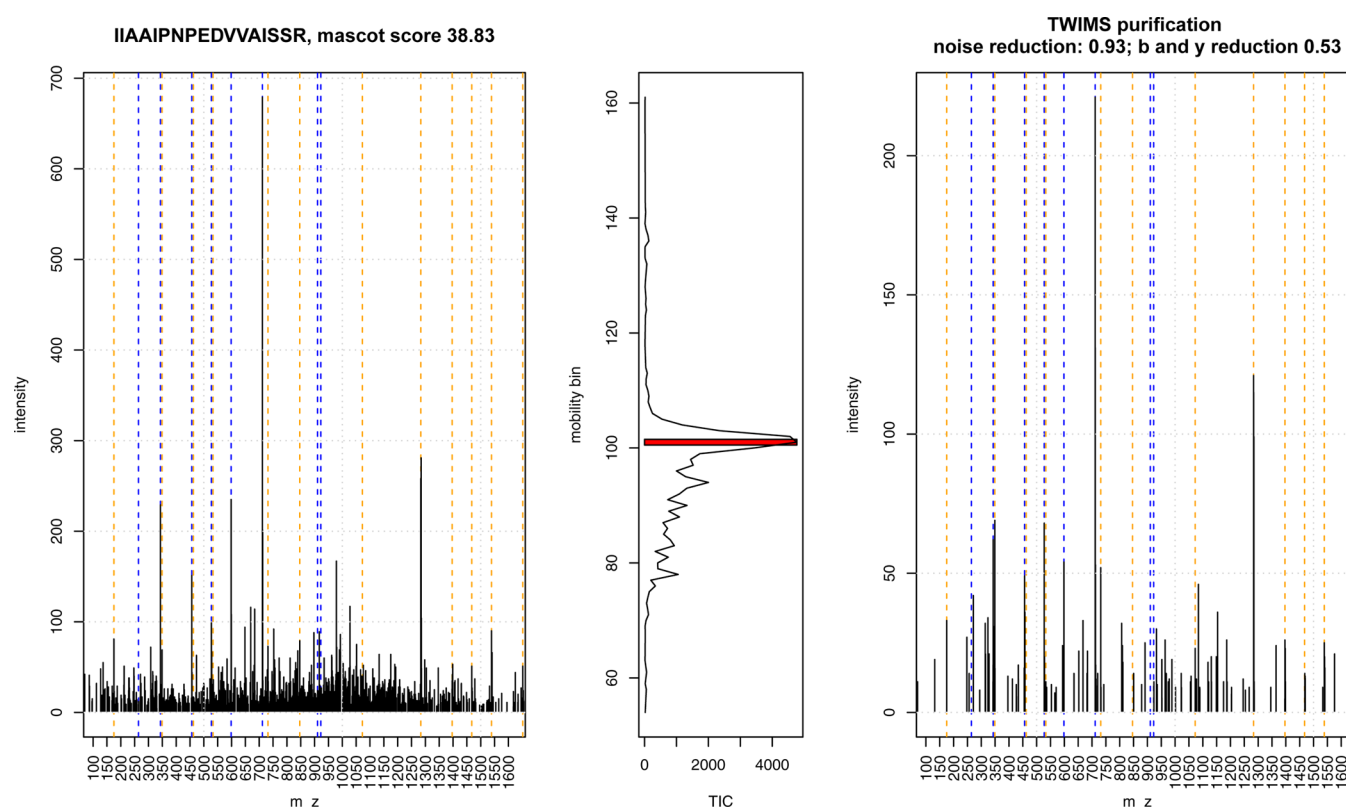 IIAAIPNPEDVVAISSR, mascot score 38.83
700
600
500
400
300
200
100
0
intensity
100 150 200 250 300 350 400 450 500 550 600 650 700 750 800 850 900 950 1000 1100 1150 1200 1250 1300 1350 1400 1450 1500 1550 1600
m z
160
140
120
100
80
60
mobility bin
0 2000 4000
TIC
TWIMS purification
noise reduction: 0.93; b and y reduction 0.53
200
150
100
50
0
intensity
100 150 200 250 300 350 400 450 500 550 600 650 700 750 800 850 900 950 1000 1100 1150 1200 1250 1300 1350 1400 1450 1500 1550
m z